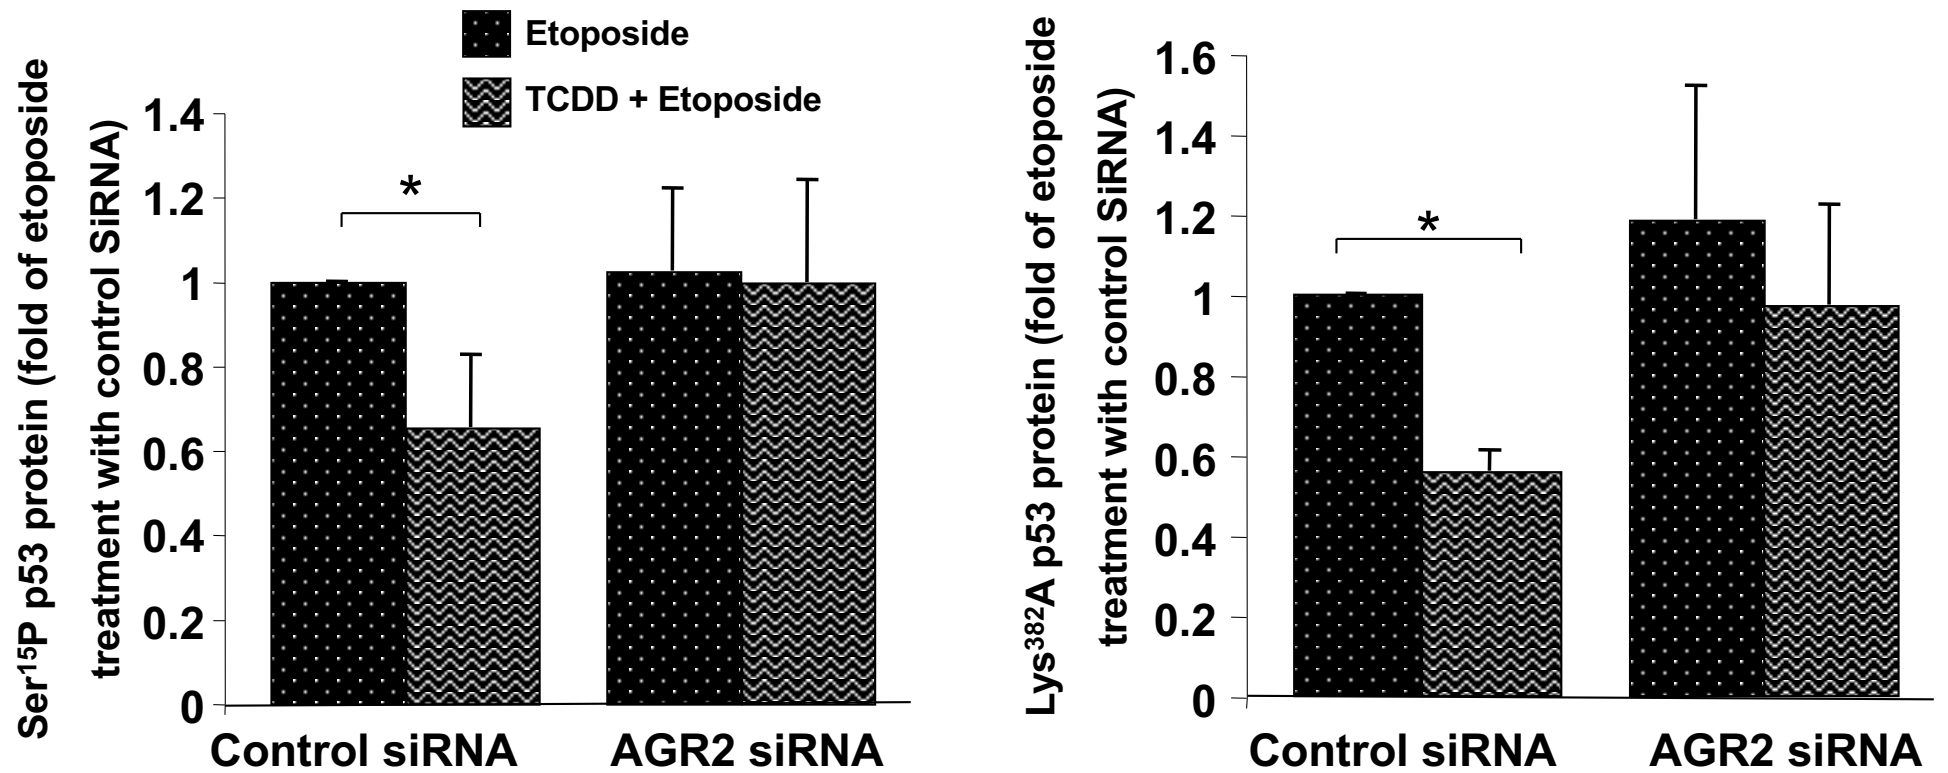 Etoposide
TCDD + Etoposide
Ser¹⁵P p53 protein (fold of etoposide
treatment with control SiRNA)
1.4
1.2
1
0.8
0.6
0.4
0.2
0
*
Control siRNA
AGR2 siRNA
Lys³⁸²A p53 protein (fold of etoposide
treatment with control SiRNA)
1.6
1.4
1.2
1
0.8
0.6
0.4
0.2
0
*
Control siRNA
AGR2 siRNA